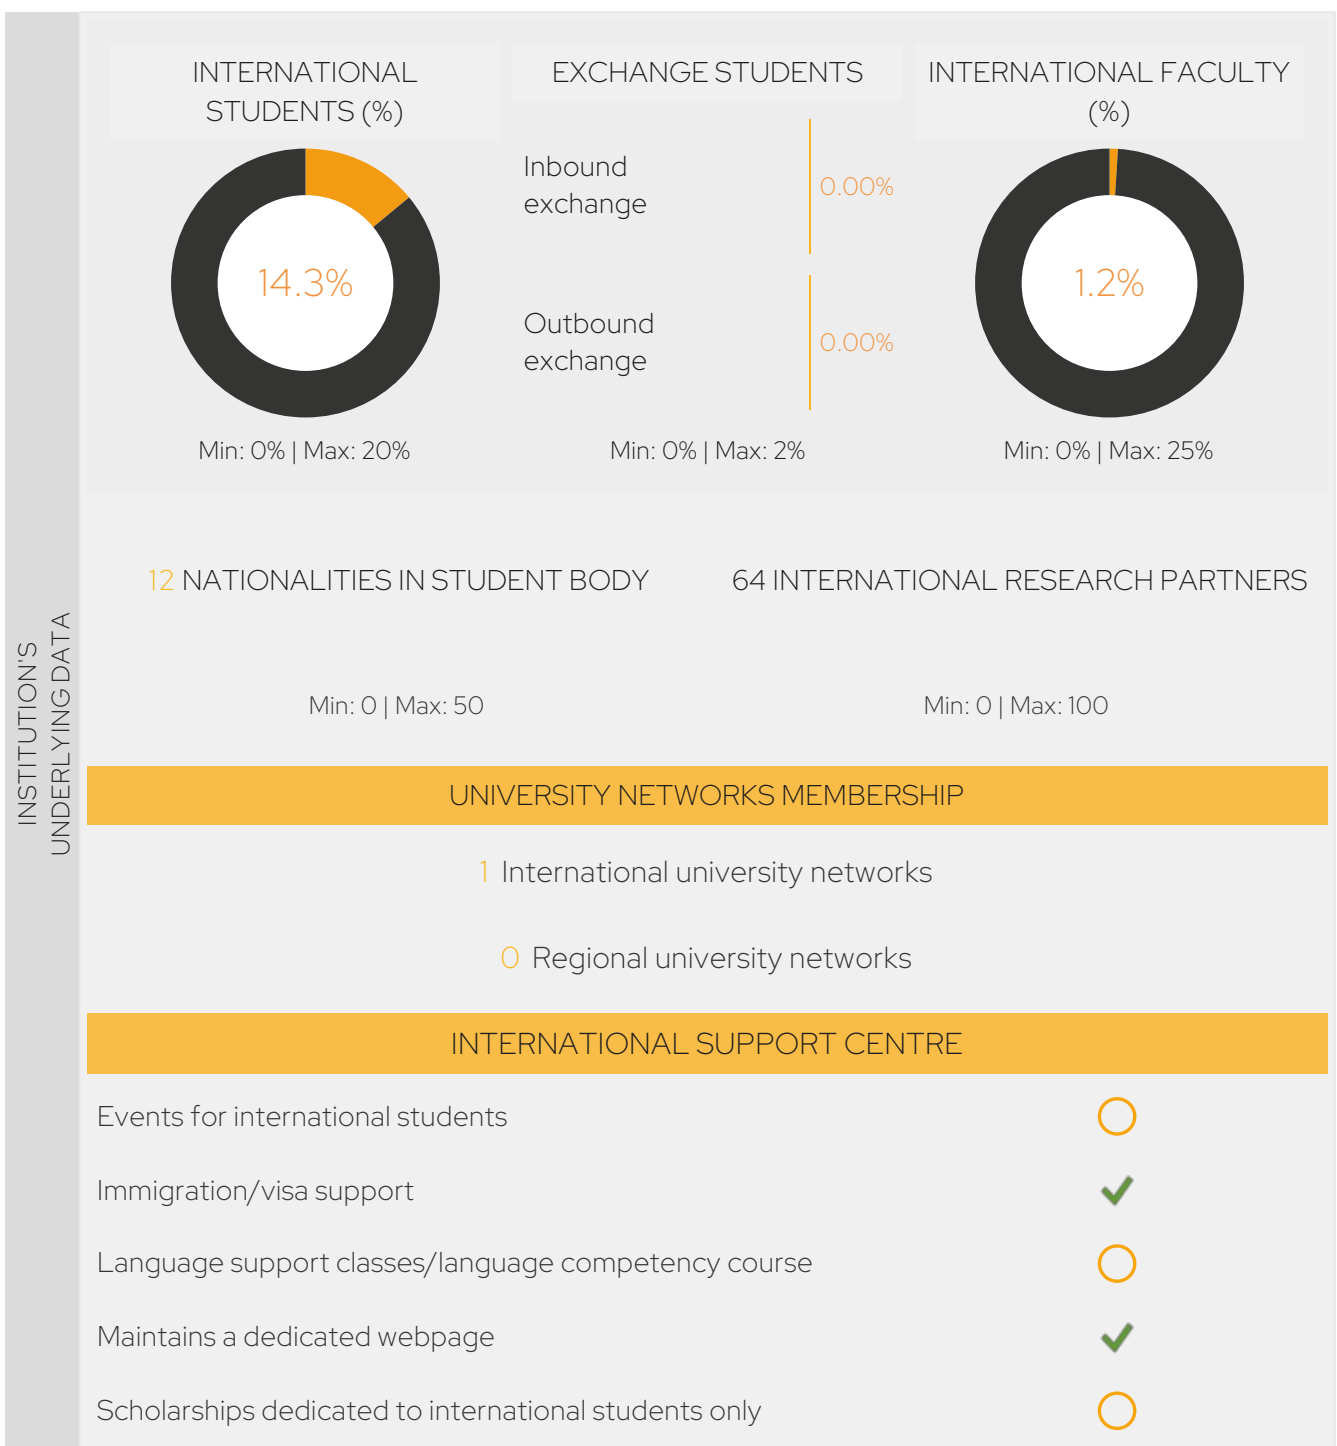 INSTITUTION'S
UNDERLYING DATA
INTERNATIONAL
STUDENTS (%)
14.3%
Min: 0% | Max: 20%
EXCHANGE STUDENTS
Inbound
exchange
0.00%
Outbound
exchange
0.00%
Min: 0% | Max: 2%
INTERNATIONAL FACULTY
(%)
1.2%
Min: 0% | Max: 25%
12 NATIONALITIES IN STUDENT BODY
Min: 0 | Max: 50
64 INTERNATIONAL RESEARCH PARTNERS
Min: 0 | Max: 100
UNIVERSITY NETWORKS MEMBERSHIP
1 International university networks
0 Regional university networks
INTERNATIONAL SUPPORT CENTRE
Events for international students
Immigration/visa support
Language support classes/language competency course
Maintains a dedicated webpage
Scholarships dedicated to international students only